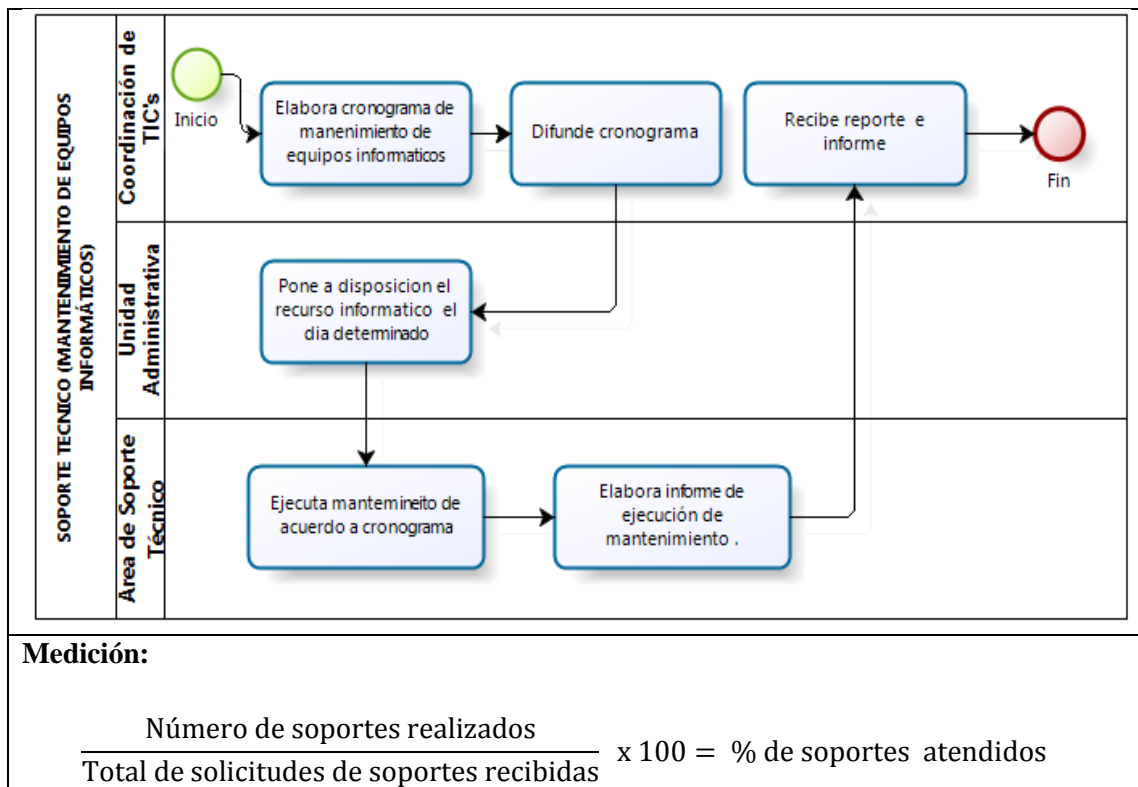 SOPORTE TECNICO (MANTENIMIENTO DE EQUIPOS
INFORMÁTICOS)
Coordinación de
TIC's
Inicio
Elabora cronograma de
manenimiento de
equipos informaticos
Difunde cronograma
Recibe reporte e
informe
Fin
Unidad
Administrativa
Pone a disposicion el
recurso informatico el
dia determinado
Area de Soporte
Técnico
Ejecuta mantemineito de
acuerdo a cronograma
Elabora informe de
ejecución de
mantenimiento .
Medición:
Número de soportes realizados
Total de solicitudes de soportes recibidas
x 100 = % de soportes atendidos